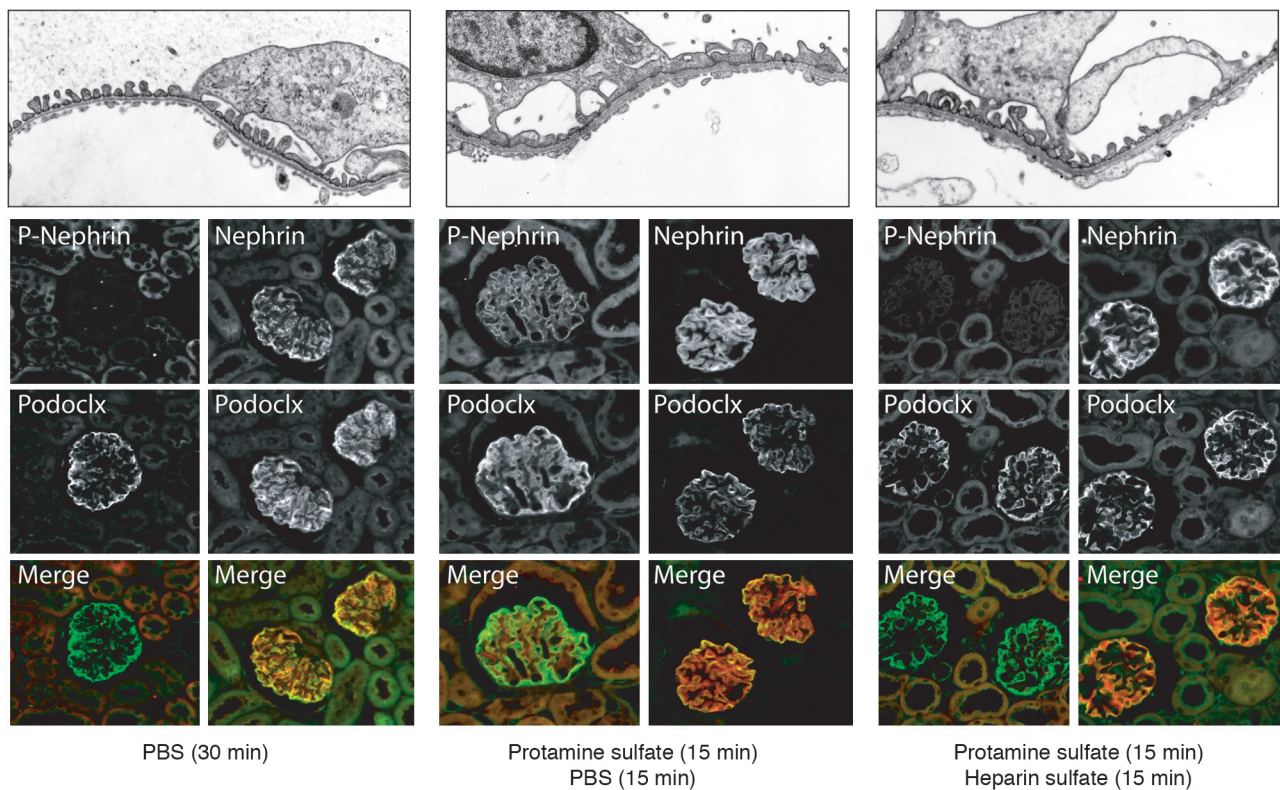 P-Nephrin
Nephrin
P-Nephrin
Nephrin
P-Nephrin
Nephrin
Podoclx
Podoclx
Podoclx
Podoclx
Podoclx
Podoclx
Merge
Merge
Merge
Merge
Merge
Merge
PBS (30 min)
Protamine sulfate (15 min)
PBS (15 min)
Protamine sulfate (15 min)
Heparin sulfate (15 min)